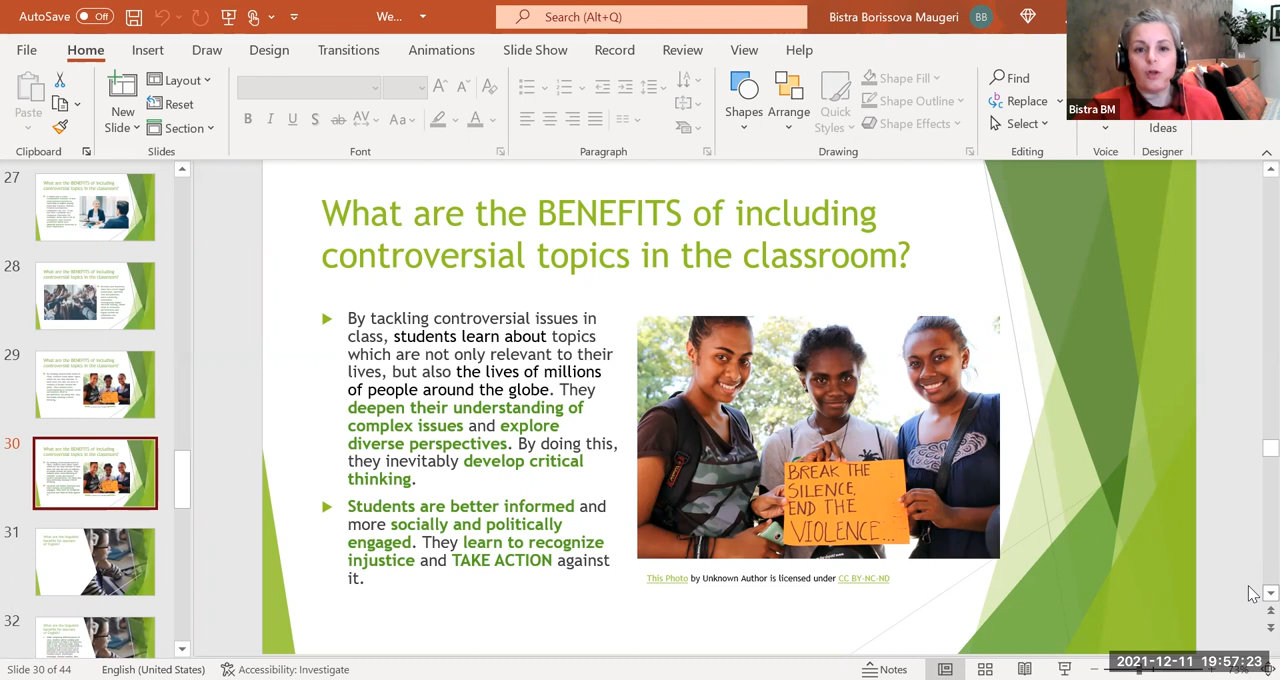 AutoSave Off We... Search (Alt+Q) Bistra Borissova Maugeri BB
File Home Insert Draw Design Transitions Animations Slide Show Record Review View Help
Paste
Clipboard
New
Slide
Layout
Reset
Section
Slides
B I U S ab AV Aa A
Font
Paragraph
Shapes
Arrange
Quick
Styles
Shape Fill
Shape Outline
Shape Effects
Drawing
Find
Replace
Select
Editing
Voice
Ideas
Designer
Bistra BM
27
28
29
30
31
32
What are the BENEFITS of including
controversial topics in the classroom?
By tackling controversial issues in
class, students learn about topics
which are not only relevant to their
lives, but also the lives of millions
of people around the globe. They
deepen their understanding of
complex issues and explore
diverse perspectives. By doing this,
they inevitably develop critical
thinking.
Students are better informed and
more socially and politically
engaged. They learn to recognize
injustice and TAKE ACTION against
it.
BREAK THE
SILENCE,
END THE
VIOLENCE...
This Photo by Unknown Author is licensed under CC BY-NC-ND
Slide 30 of 44 English (United States) Accessibility: Investigate Notes
2021-12-11 19:57:23